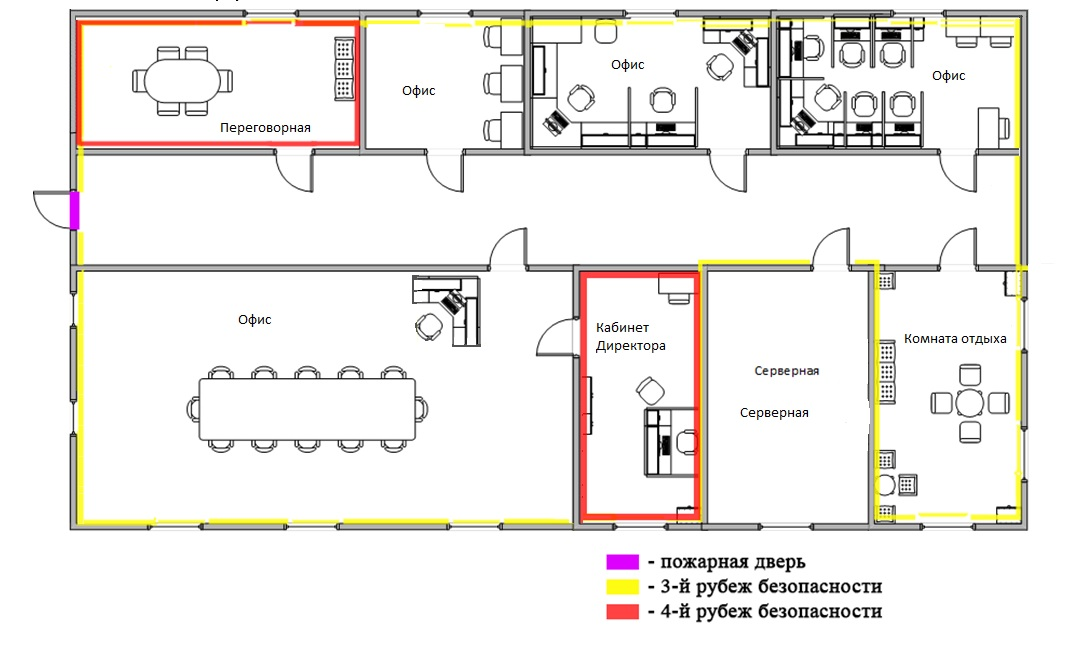 Офис
Офис
Офис
Переговорная
Офис
Кабинет
Директора
Комната отдыха
Серверная
Серверная
- пожарная дверь
- 3-й рубеж безопасности
- 4-й рубеж безопасности